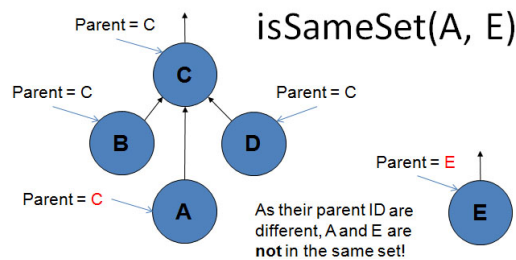 Parent = C
isSameSet(A, E)
C
Parent = C
Parent = C
B
D
Parent = E
Parent = C
A
E
As their parent ID are
different, A and E are
not in the same set!